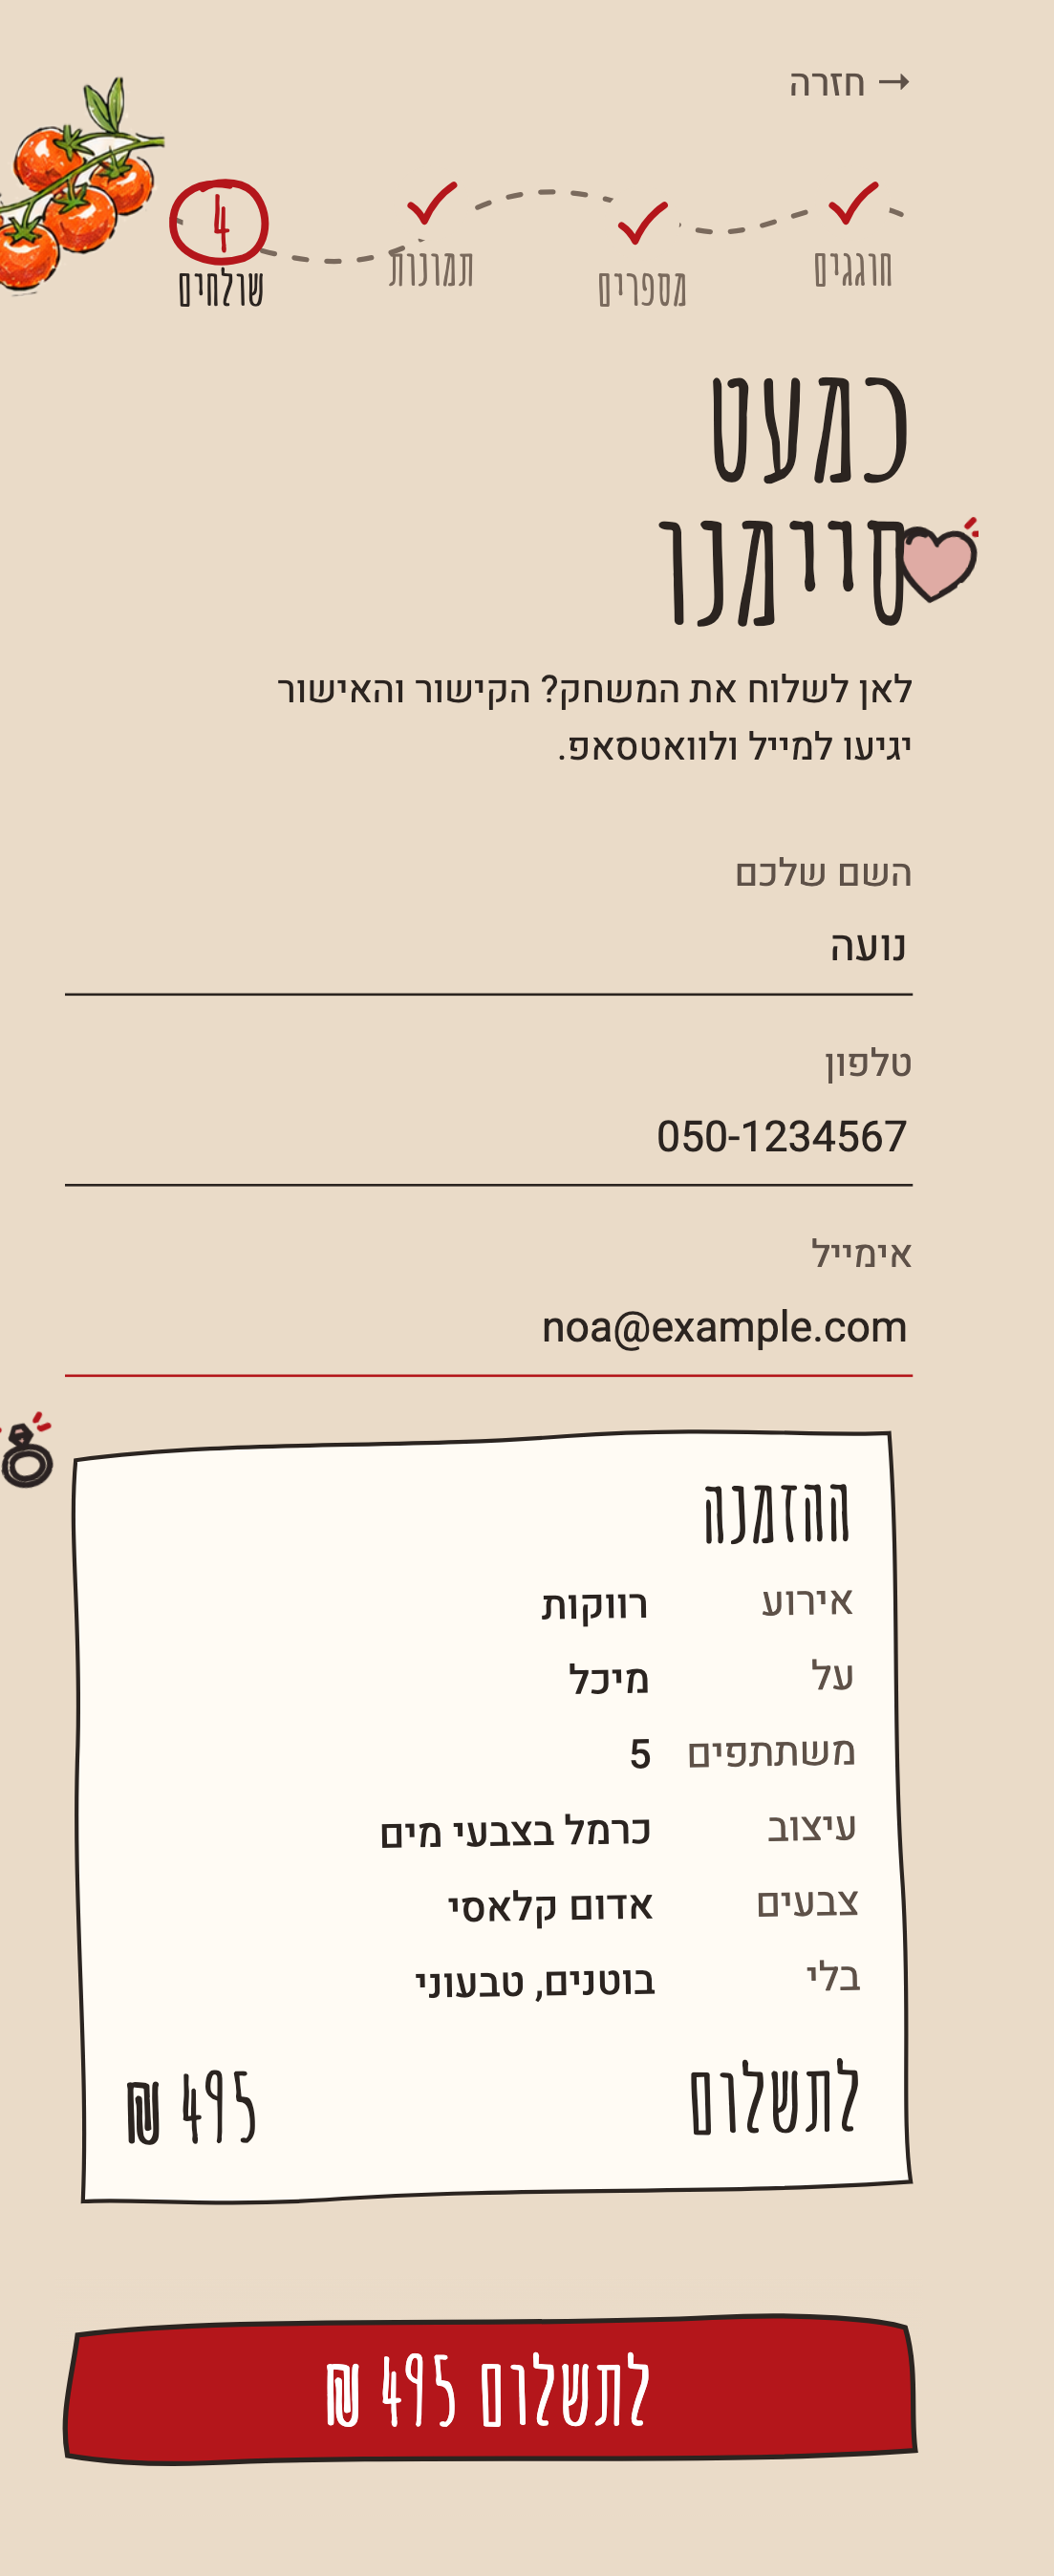 → חזרה
חוגגים
מספרים
תמונות
4
שולחים
כמעט
סיימנו
לאן לשלוח את המשחק? הקישור והאישור
יגיעו למייל ולוואטסאפ.
השם שלכם
נועה
טלפון
050-1234567
אימייל
noa@example.com
ההזמנה
אירוע רווקות
על מיכל
משתתפים 5
עיצוב כרמל בצבעי מים
צבעים אדום קלאסי
בלי בוטנים, טבעוני
לתשלום 495 ₪
לתשלום 495 ₪